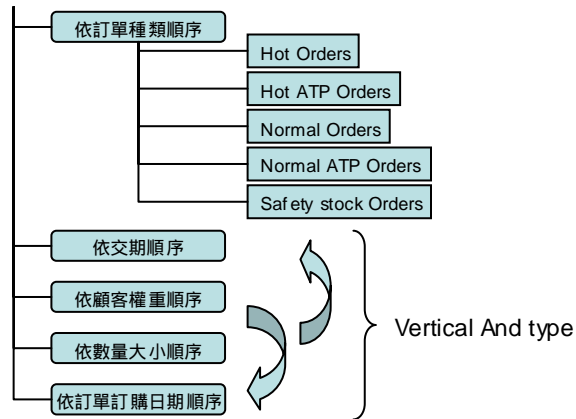 依訂單種類順序
Hot Orders
Hot ATP Orders
Normal Orders
Normal ATP Orders
Safety stock Orders
依交期順序
依顧客權重順序
依數量大小順序
依訂單訂購日期順序
Vertical And type